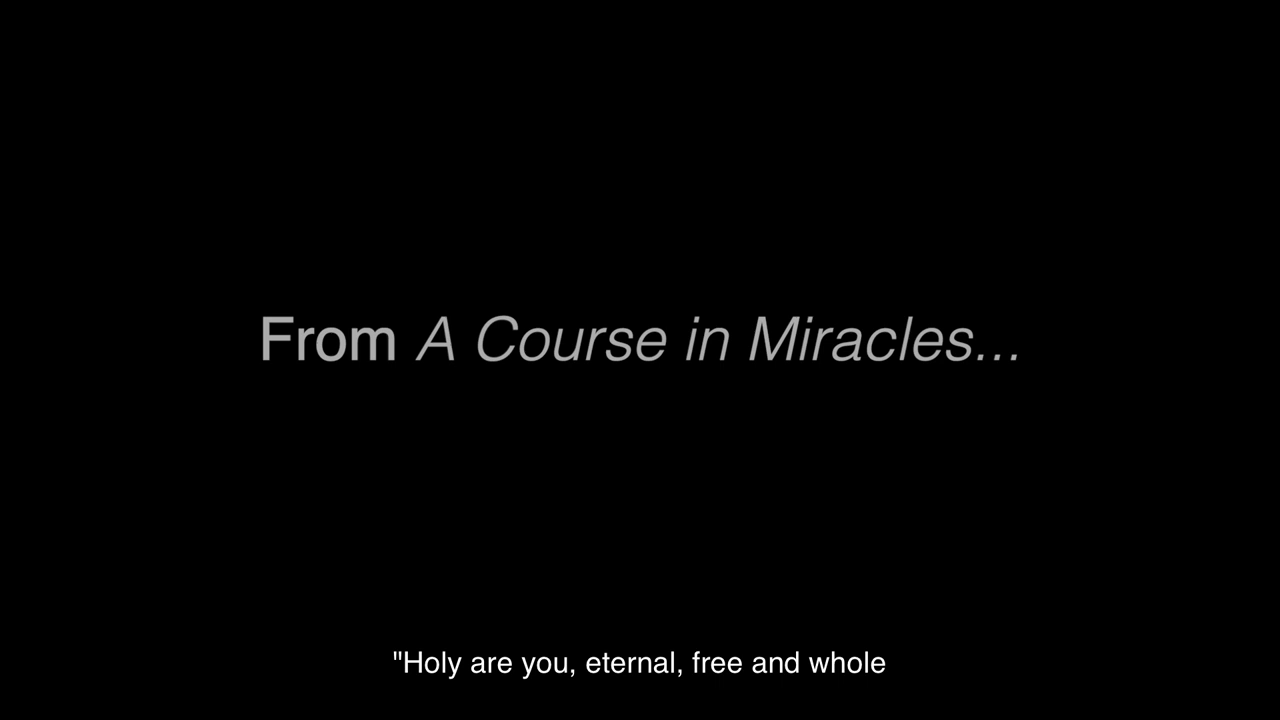 From A Course in Miracles...
"Holy are you, eternal, free and whole